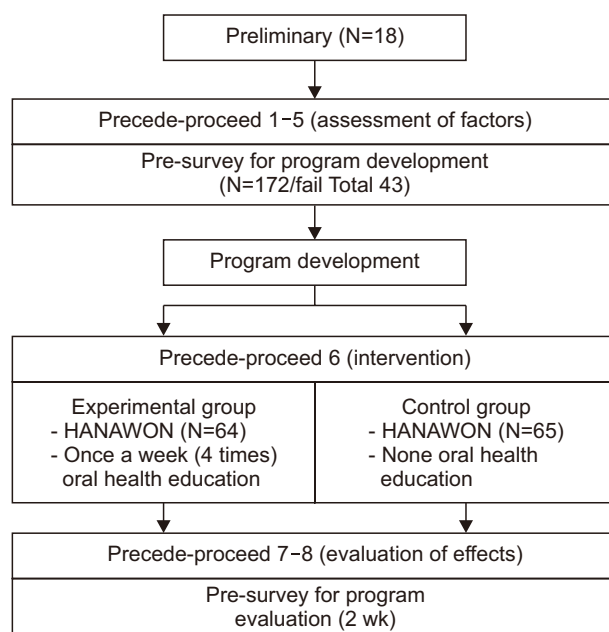 Preliminary (N=18)
Precede-proceed 1−5 (assessment of factors)
Pre-survey for program development
(N=172/fail Total 43)
Program development
Precede-proceed 6 (intervention)
Experimental group
- HANAWON (N=64)
- Once a week (4 times)
oral health education
Control group
- HANAWON (N=65)
- None oral health
education
Precede-proceed 7−8 (evaluation of effects)
Pre-survey for program
evaluation (2 wk)